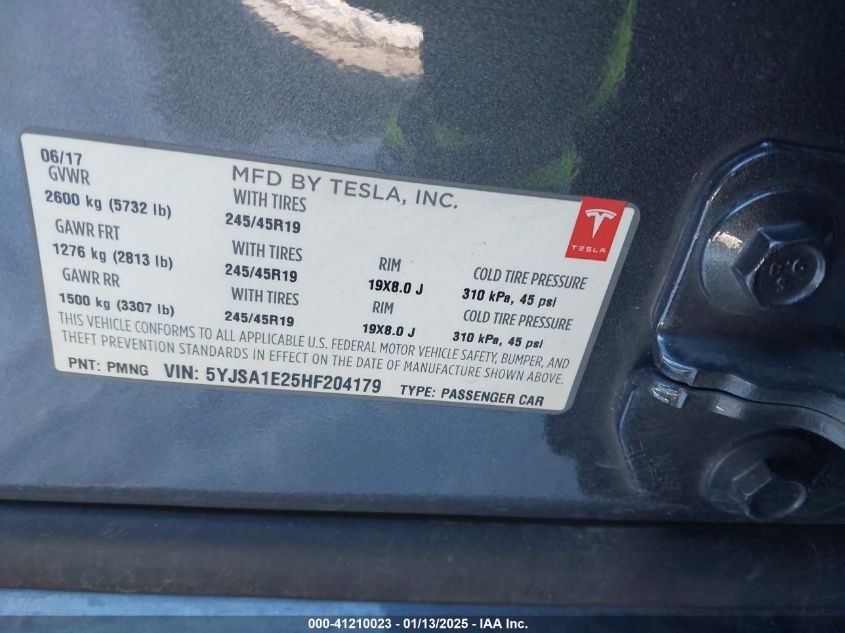 06/17
MFD BY TESLA, INC.
TESLA
GVWR
WITH TIRES
2600 kg (5732 lb)
245/45R19
GAWR FRT
WITH TIRES
RIM
COLD TIRE PRESSURE
1276 kg (2813 lb)
245/45R19
19X8.0 J
310 kPa, 45 psi
GAWR RR
WITH TIRES
RIM
COLD TIRE PRESSURE
1500 kg (3307 lb)
245/45R19
19X8.0 J
310 kPa, 45 psi
THIS VEHICLE CONFORMS TO ALL APPLICABLE U.S. FEDERAL MOTOR VEHICLE SAFETY, BUMPER, AND
THEFT PREVENTION STANDARDS IN EFFECT ON THE DATE OF MANUFACTURE SHOWN ABOVE.
PNT: PMNG VIN: 5YJSA1E25HF204179 TYPE: PASSENGER CAR
000-41210023 - 01/13/2025 - IAA Inc.